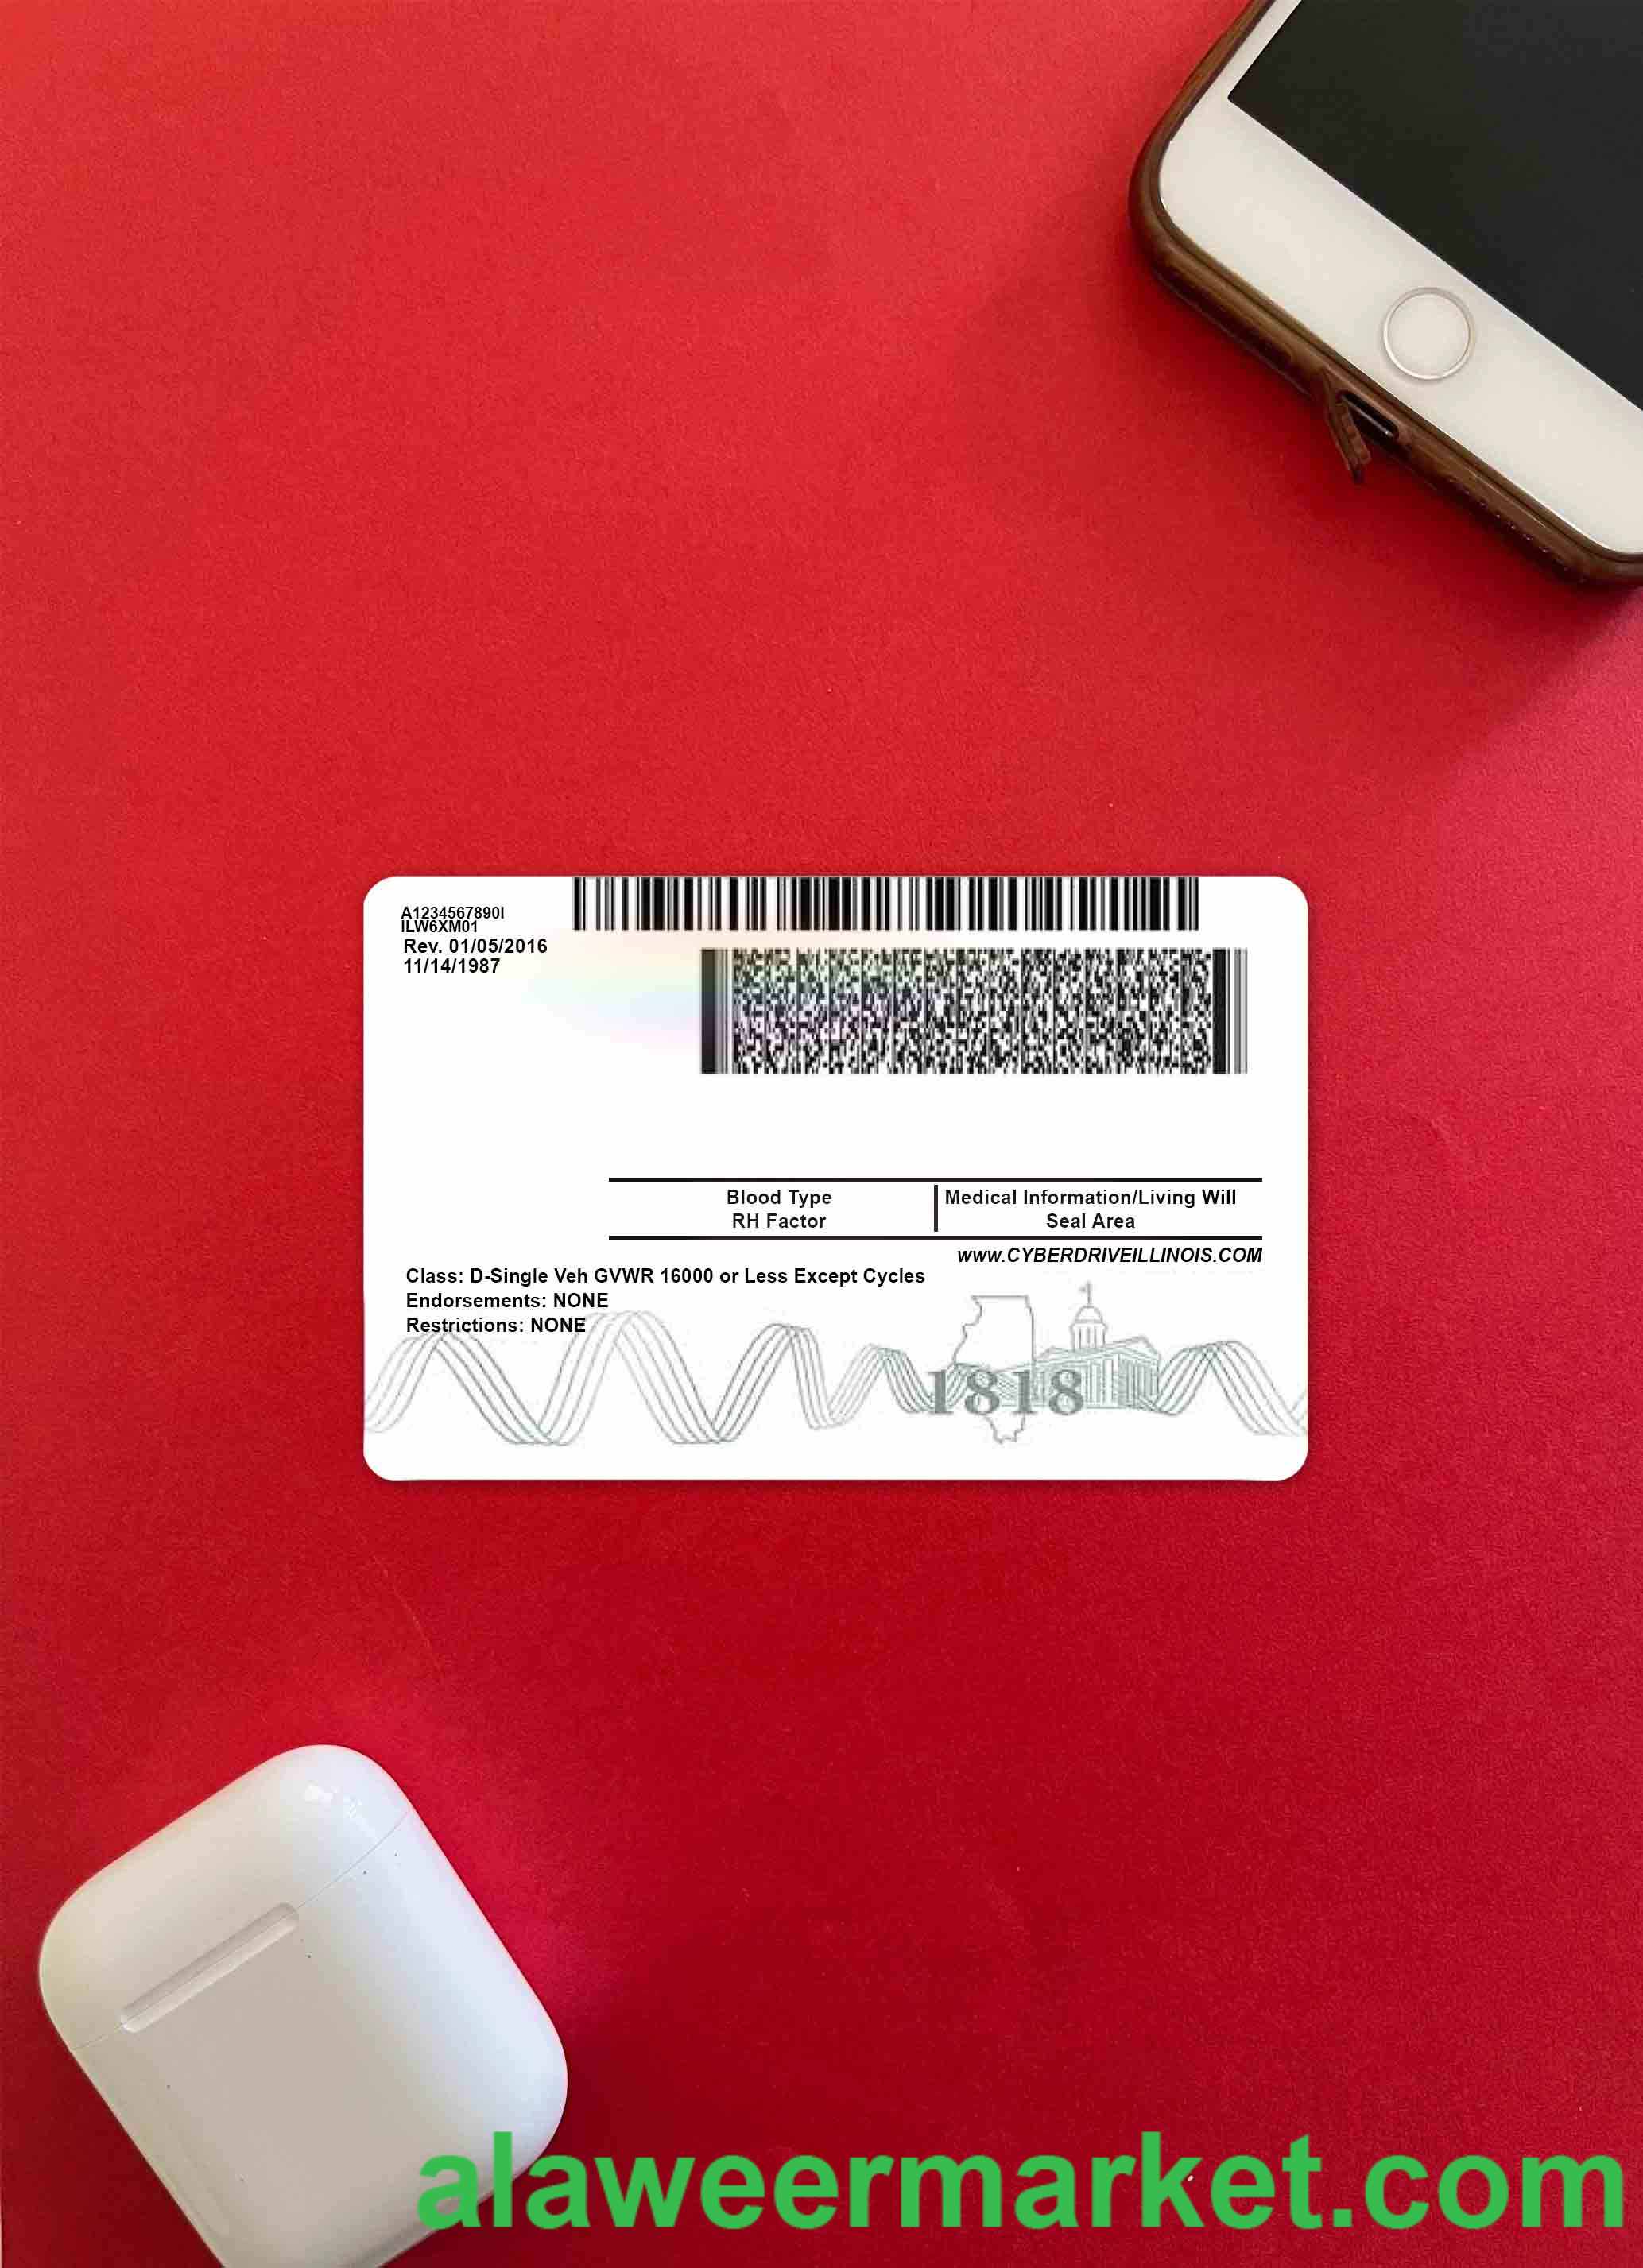 A1234567890I
ILW6XM01
Rev. 01/05/2016
11/14/1987
Blood Type
RH Factor
Medical Information/Living Will
Seal Area
www.CYBERDRIVEILLINOIS.COM
Class: D-Single Veh GVWR 16000 or Less Except Cycles
Endorsements: NONE
Restrictions: NONE
1818
alaweermarket.com